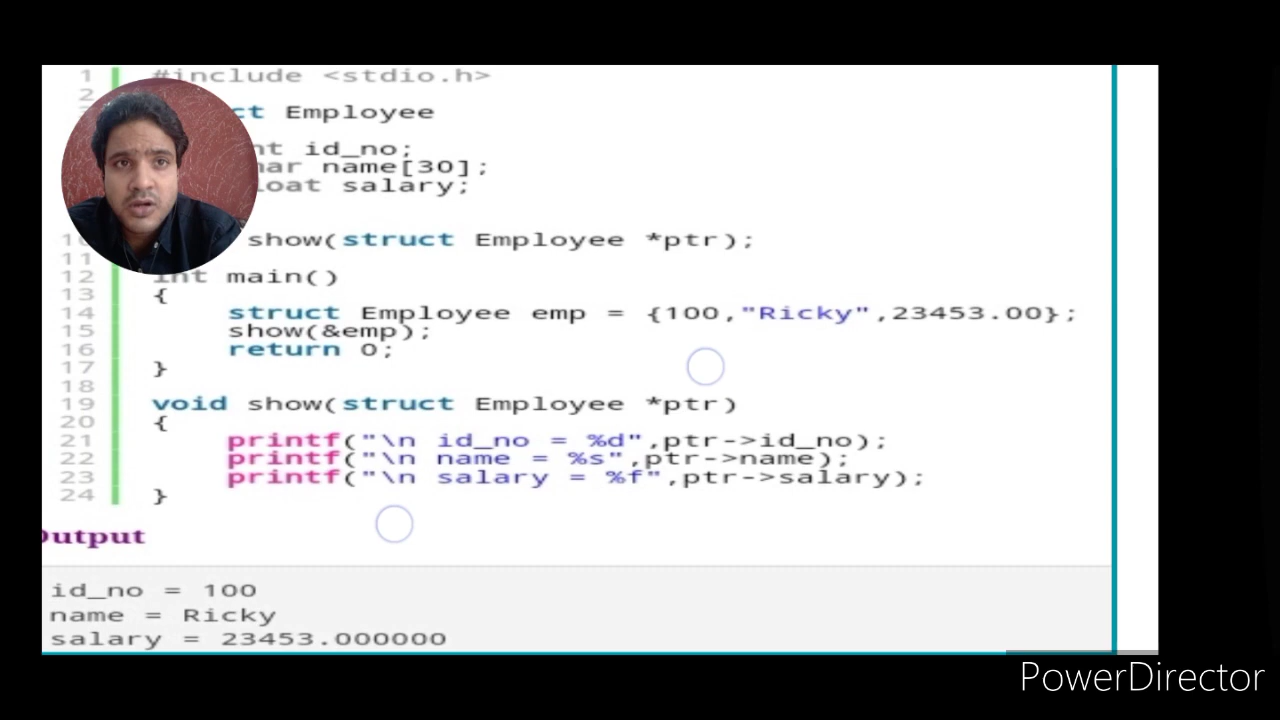 1 #include <stdio.h>
2
ct Employee
nt id_no;
har name[30];
loat salary;
10 show(struct Employee *ptr);
11
12 int main()
13 {
14 struct Employee emp = {100,"Ricky",23453.00};
15 show(&emp);
16 return 0;
17 }
18
19 void show(struct Employee *ptr)
20 {
21 printf("\n id_no = %d",ptr->id_no);
22 printf("\n name = %s",ptr->name);
23 printf("\n salary = %f",ptr->salary);
24 }
Output
id_no = 100
name = Ricky
salary = 23453.000000
PowerDirector